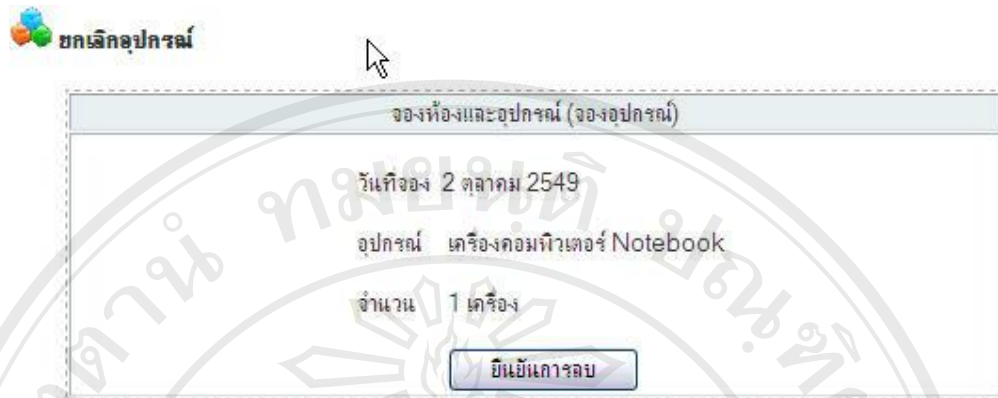 ยกเลิกอุปกรณ์
จองห้องและอุปกรณ์ (จองอุปกรณ์)
วันที่จอง 2 ตุลาคม 2549
อุปกรณ์ เครื่องคอมพิวเตอร์ Notebook
จำนวน 1 เครื่อง
ยืนยันการลบ